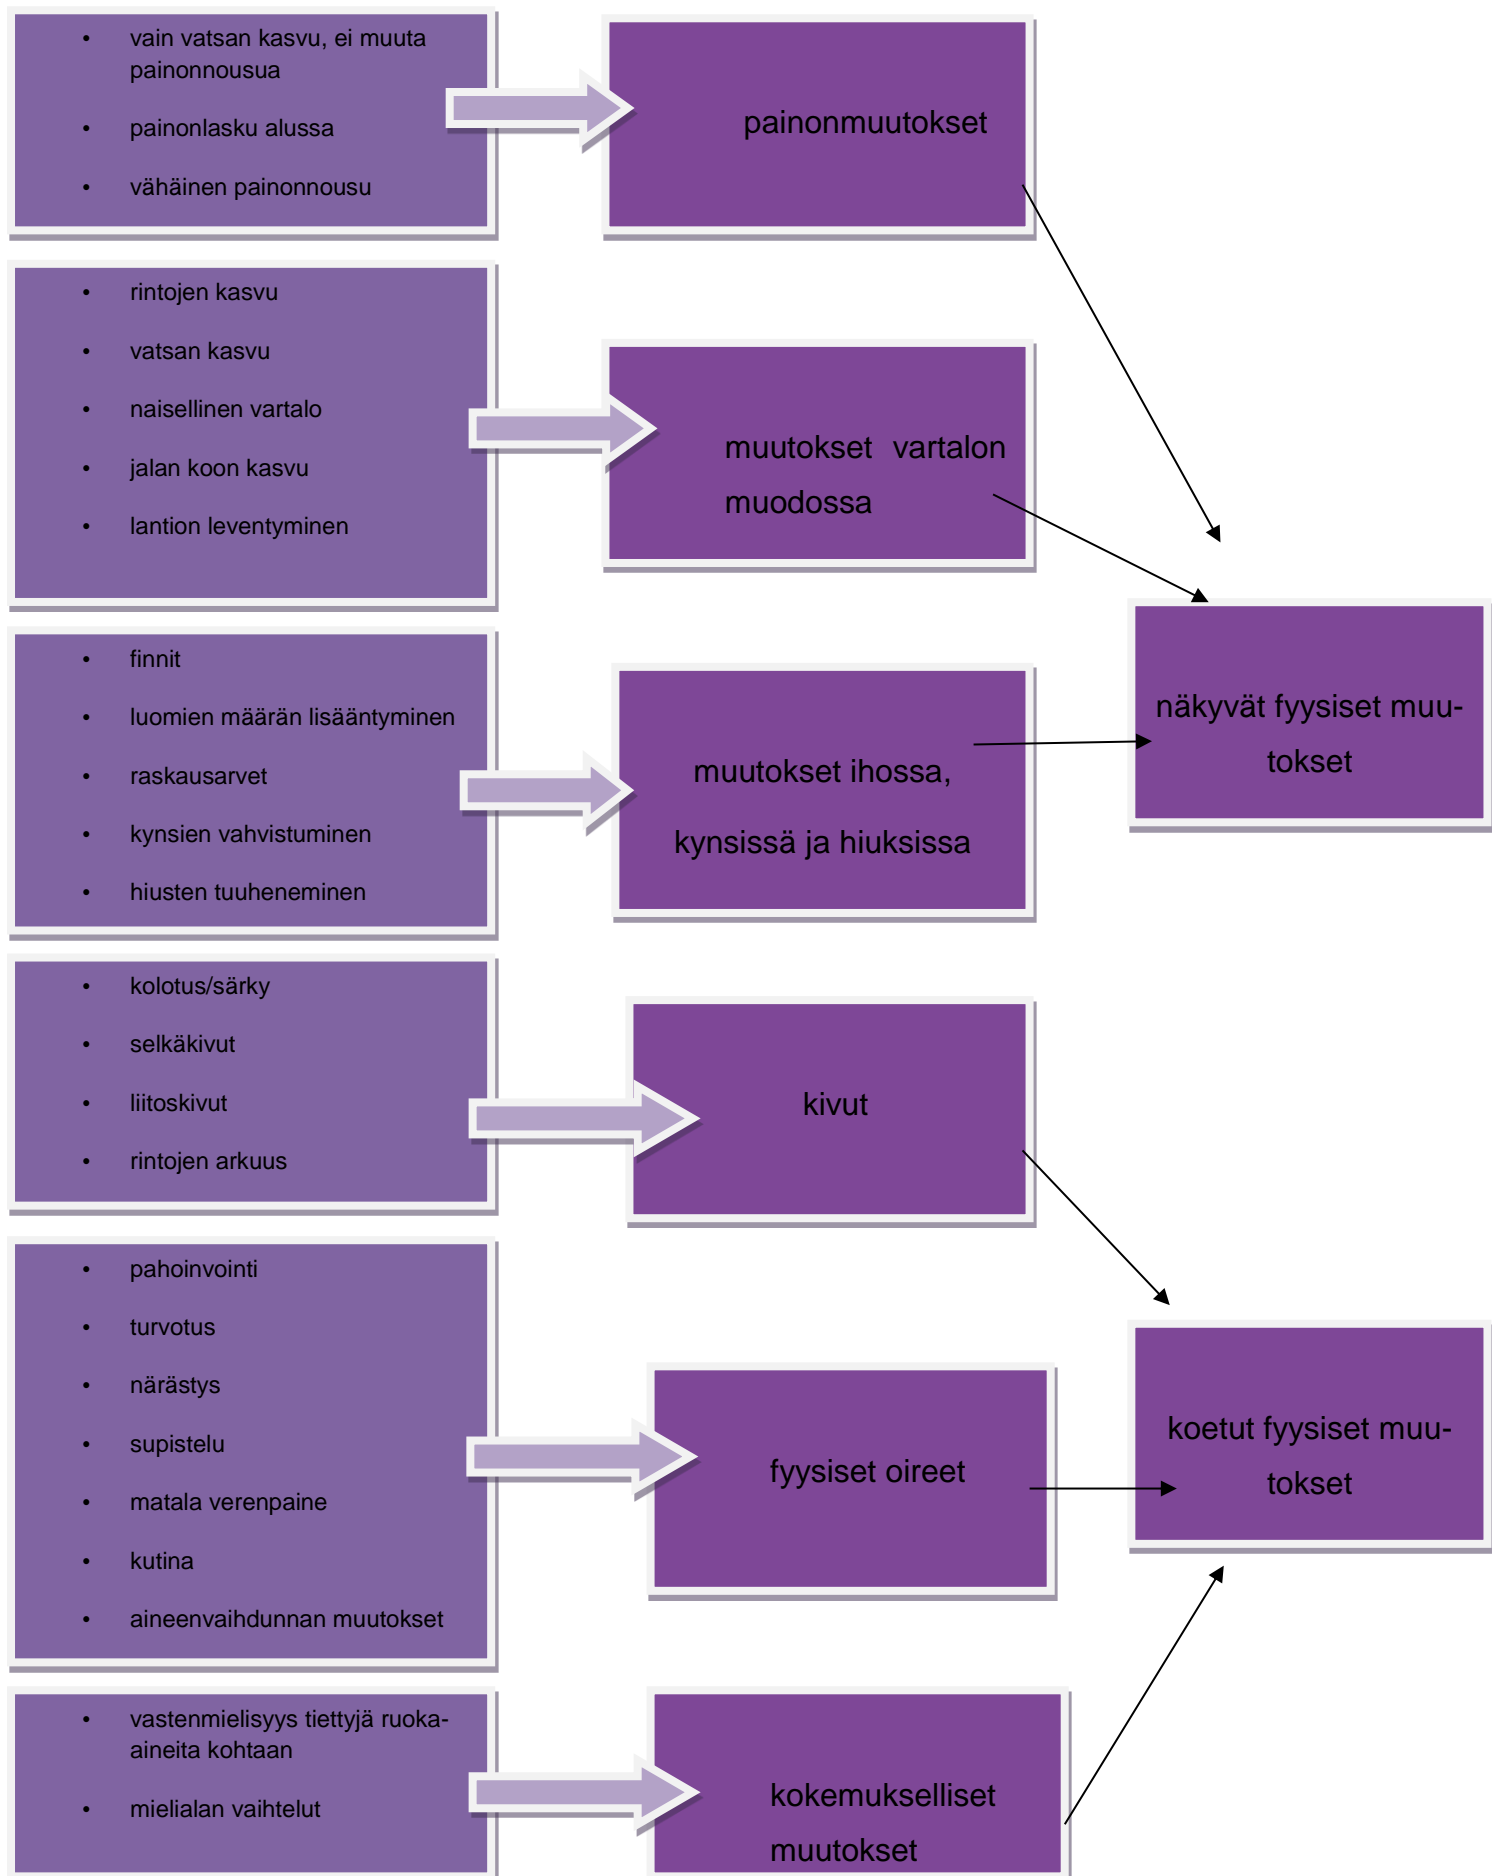 • vain vatsan kasvu, ei muuta
painonnousua
• painonlasku alussa
• vähäinen painonnousu
painonmuutokset
• rintojen kasvu
• vatsan kasvu
• naisellinen vartalo
• jalan koon kasvu
• lantion leventyminen
muutokset vartalon
muodossa
• finnit
• luomien määrän lisääntyminen
• raskausarvet
• kynsien vahvistuminen
• hiusten tuuheneminen
muutokset ihossa,
kynsissä ja hiuksissa
näkyvät fyysiset muu-
tokset
• kolotus/särky
• selkäkivut
• liitoskivut
• rintojen arkuus
kivut
• pahoinvointi
• turvotus
• närästys
• supistelu
• matala verenpaine
• kutina
• aineenvaihdunnan muutokset
fyysiset oireet
koetut fyysiset muu-
tokset
• vastenmielisyys tiettyjä ruoka-
aineita kohtaan
• mielialan vaihtelut
kokemukselliset
muutokset